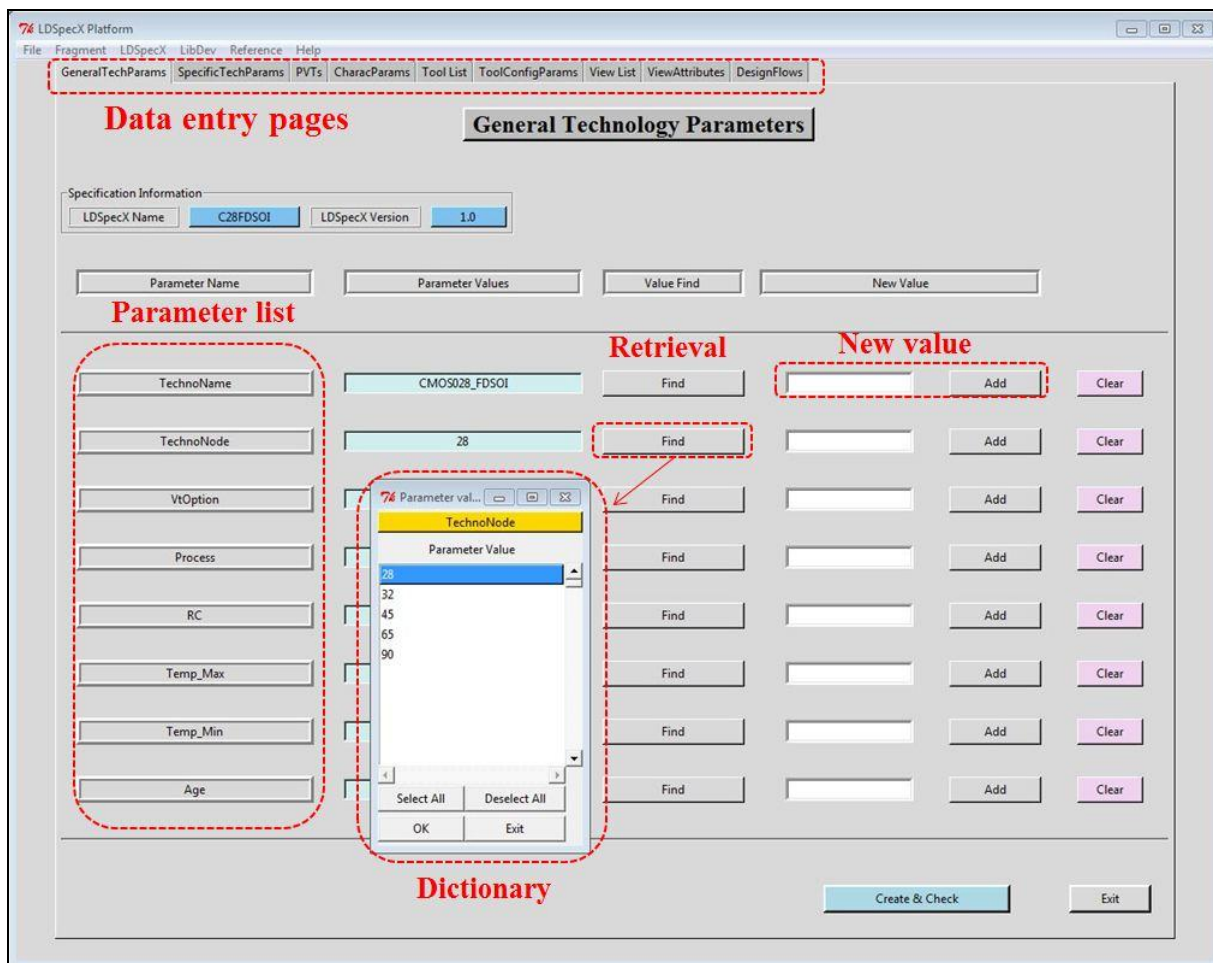 LDSpecX Platform
File Fragment LDSpecX LibDev Reference Help
GeneralTechParams SpecificTechParams PVTs CharacParams Tool List ToolConfigParams View List ViewAttributes DesignFlows
Data entry pages
General Technology Parameters
Specification Information
LDSpecX Name C28FDSOI LDSpecX Version 1.0
Parameter Name Parameter Values Value Find New Value
Parameter list
Retrieval New value
TechnoName CMOS028_FDSOI Find Add Clear
TechnoNode 28 Find Add Clear
VtOption Find Add Clear
Process Find Add Clear
RC Find Add Clear
Temp_Max Find Add Clear
Temp_Min Find Add Clear
Age Find Add Clear
Parameter val...
TechnoNode
Parameter Value
28
32
45
65
90
Select All Deselect All
OK Exit
Dictionary
Create & Check Exit